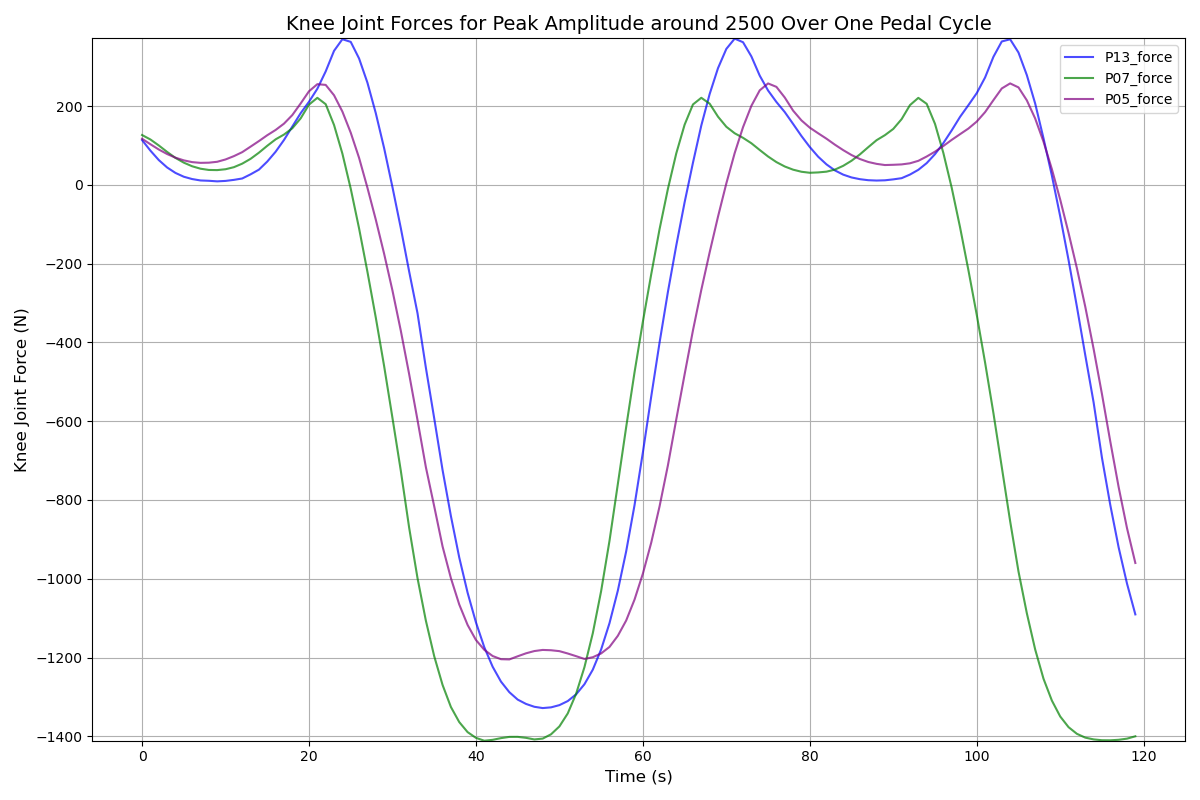 Knee Joint Forces for Peak Amplitude around 2500 Over One Pedal Cycle
P13_force
P07_force
P05_force
200
0
−200
−400
−600
−800
−1000
−1200
−1400
Knee Joint Force (N)
0 20 40 60 80 100 120
Time (s)